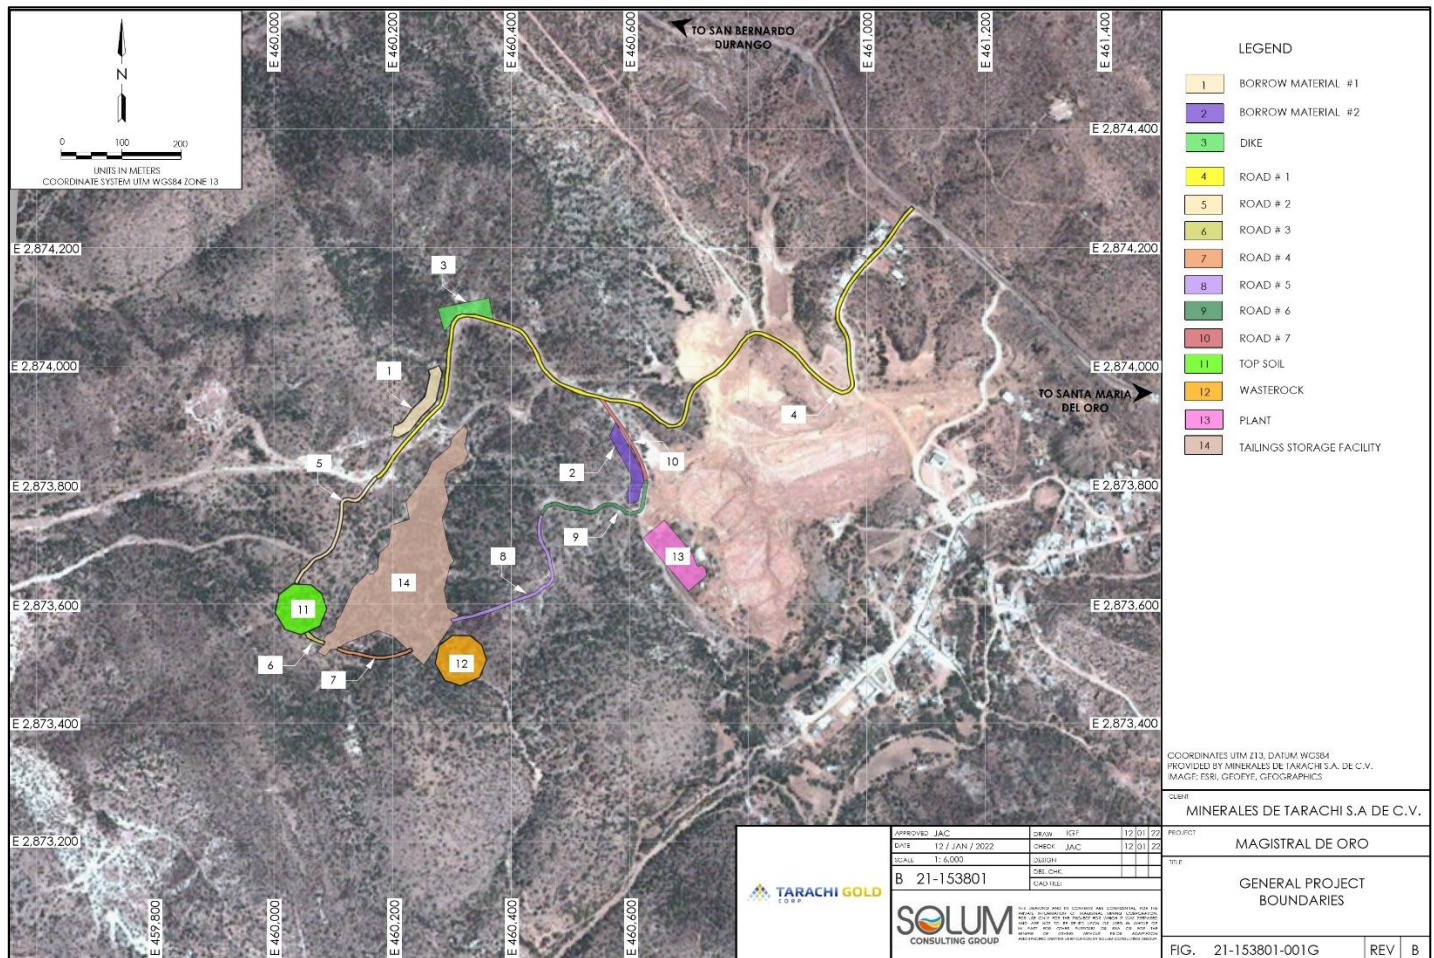 N
0 100 200
UNITS IN METERS
COORDINATE SYSTEM UTM WGS84 ZONE 13
E 460,000
E 460,200
E 460,400
E 460,600
E 461,000
E 461,200
E 461,400
TO SAN BERNARDO
DURANGO
E 2,874,400
E 2,874,200
E 2,874,200
E 2,874,000
E 2,874,000
TO SANTA MARIA
DEL ORO
E 2,873,800
E 2,873,800
E 2,873,600
E 2,873,600
E 2,873,400
E 2,873,400
E 2,873,200
E 459,800
E 460,000
E 460,200
E 460,400
E 460,600
3
1
4
5
2
10
9
8
13
14
11
6
7
12
LEGEND
1 BORROW MATERIAL #1
2 BORROW MATERIAL #2
3 DIKE
4 ROAD # 1
5 ROAD # 2
6 ROAD # 3
7 ROAD # 4
8 ROAD # 5
9 ROAD # 6
10 ROAD # 7
11 TOP SOIL
12 WASTEROCK
13 PLANT
14 TAILINGS STORAGE FACILITY
COORDINATES UTM Z13, DATUM WGS84
PROVIDED BY MINERALES DE TARACHI S.A. DE C.V.
IMAGE: ESRI, GEOEYE, GEOGRAPHICS
CLIENT
MINERALES DE TARACHI S.A DE C.V.
PROJECT
MAGISTRAL DE ORO
TITLE
GENERAL PROJECT
BOUNDARIES
FIG. 21-153801-001G REV B
TARACHI GOLD
CORP
APPROVED JAC DRAW IGF 12 01 22
DATE 12 / JAN / 2022 CHECK JAC 12 01 22
SCALE 1: 6,000 DESIGN
B 21-153801 DEL. CHK.
CAD FILE:
SOLUM
CONSULTING GROUP